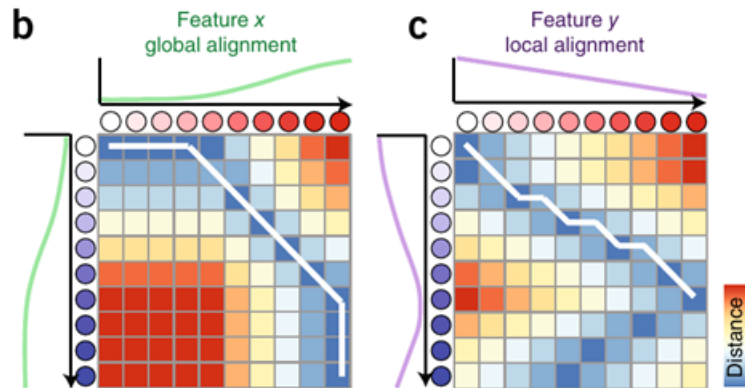 b
Feature x
global alignment
c
Feature y
local alignment
Distance